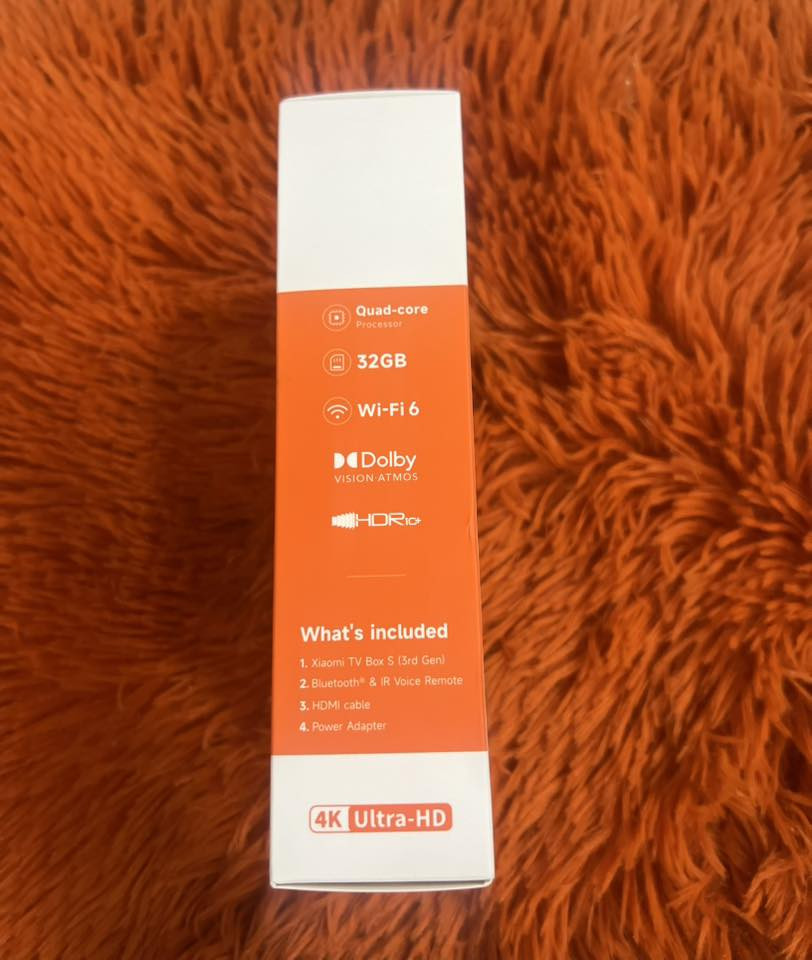 Quad-core
Processor
32GB
Wi-Fi 6
Dolby
VISION·ATMOS
HDR10+
What's included
1. Xiaomi TV Box S (3rd Gen)
2. Bluetooth® & IR Voice Remote
3. HDMI cable
4. Power Adapter
4K Ultra-HD